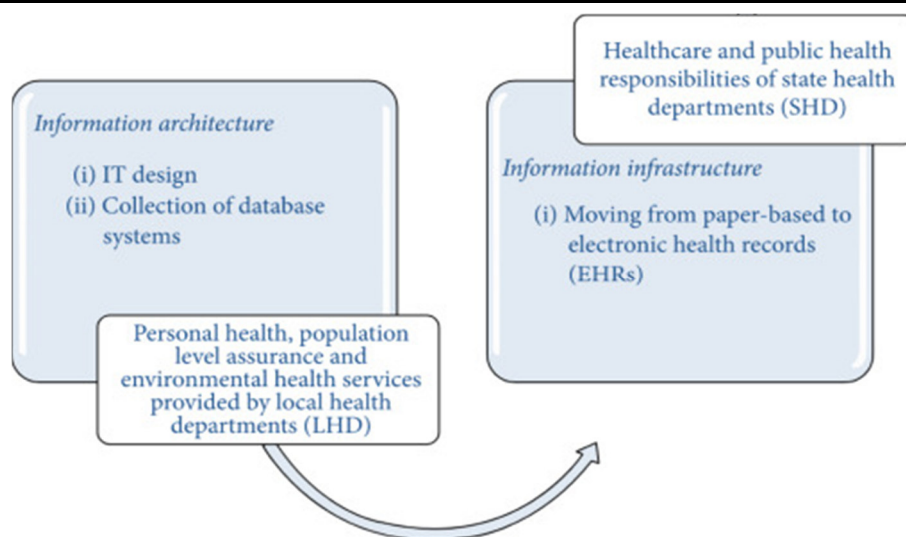 Information architecture
(i) IT design
(ii) Collection of database
systems
Personal health, population
level assurance and
environmental health services
provided by local health
departments (LHD)
Healthcare and public health
responsibilities of state health
departments (SHD)
Information infrastructure
(i) Moving from paper-based to
electronic health records
(EHRs)